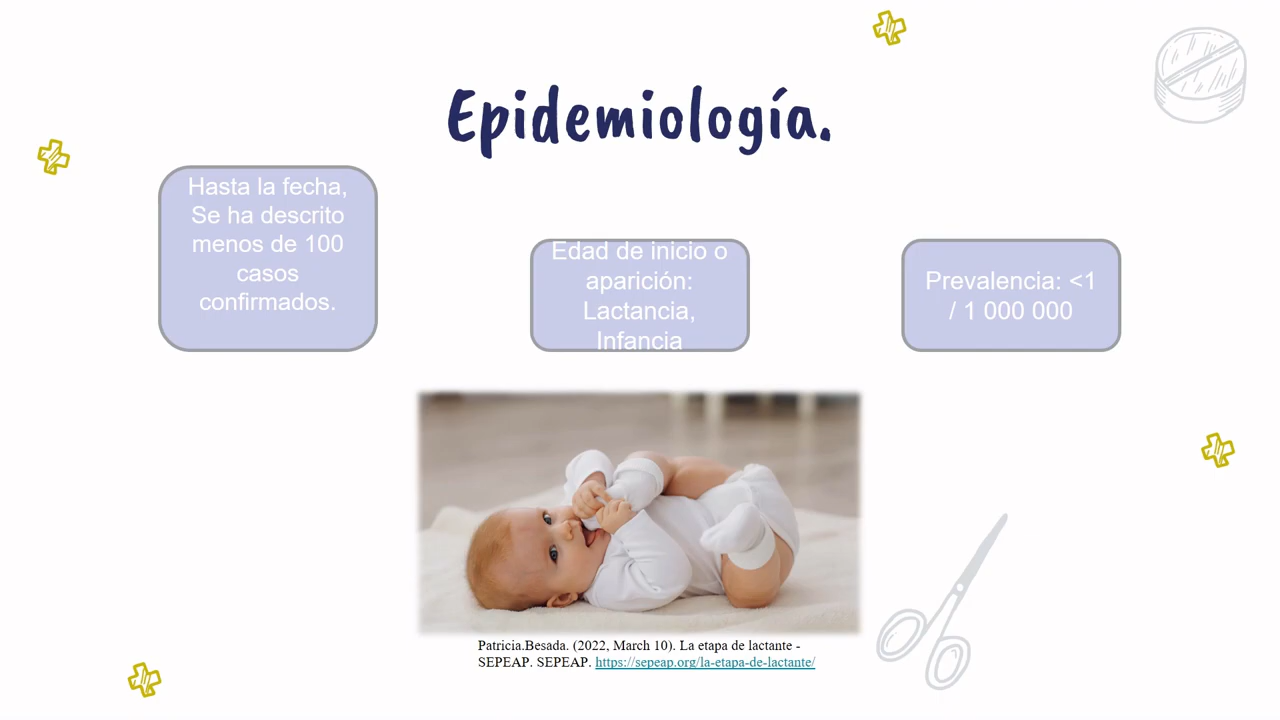 Epidemiología.
Hasta la fecha,
Se ha descrito
menos de 100
casos
confirmados.
Edad de inicio o
aparición:
Lactancia,
Infancia
Prevalencia: <1
/ 1 000 000
Patricia.Besada. (2022, March 10). La etapa de lactante -
SEPEAP. SEPEAP. https://sepeap.org/la-etapa-de-lactante/